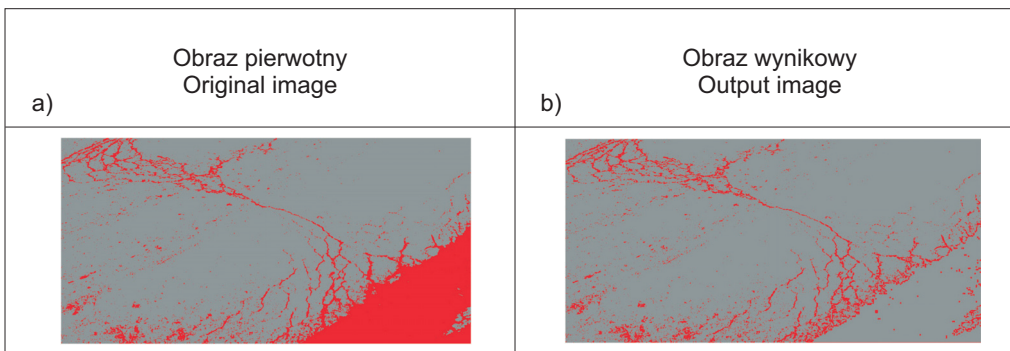 Obraz pierwotny
Original image
a)
Obraz wynikowy
Output image
b)